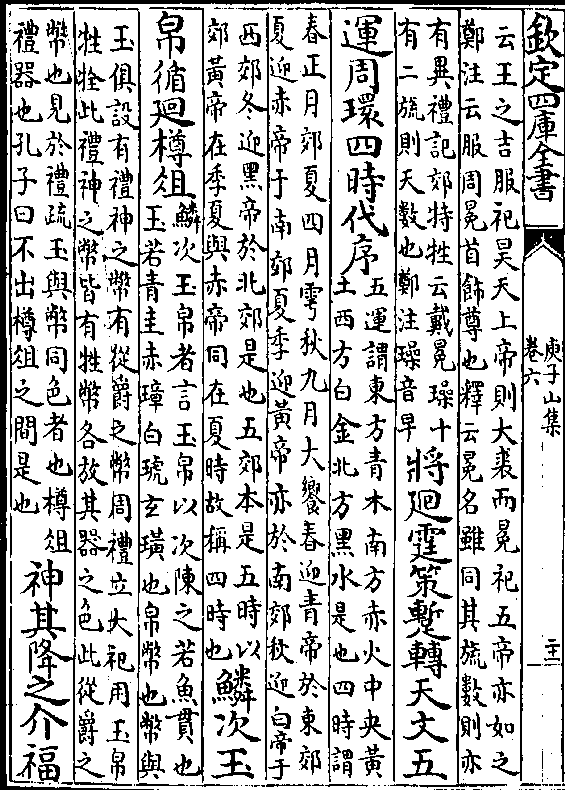 欽定四庫全書
庾子山集
卷六
云王之吉服祀昊天上帝則大裘而冕祀五帝亦如之
鄭注云服周冕首飾尊也釋云冕名雖同其旒數則亦
有異禮記郊特牲云戴冕璪十
有二旒則天數也鄭注璪音早
將廻霆策蹔轉天文五
運周環四時代序
五運謂東方青木南方赤火中央黃
土西方白金北方黑水是也四時謂
春正月郊夏四月雩秋九月大饗春迎青帝於東郊
夏迎赤帝于南郊夏季迎黃帝亦於南郊秋迎白帝于
西郊冬迎黑帝於北郊是也五郊本是五時以
郊黃帝在季夏與赤帝同在夏時故稱四時也
鱗次玉
帛循廻樽俎
鱗次玉帛者言玉帛以次陳之若魚貫也
玉若青圭赤璋白琥玄璜也帛幣也幣與
玉俱設有禮神之幣有從爵之幣周禮立大祀用玉帛
牲牷此禮神之幣皆有牲幣各放其器之色此從爵之
幣也見於禮疏玉與幣同色者也樽俎
禮器也孔子曰不出樽俎之間是也
神其降之介福